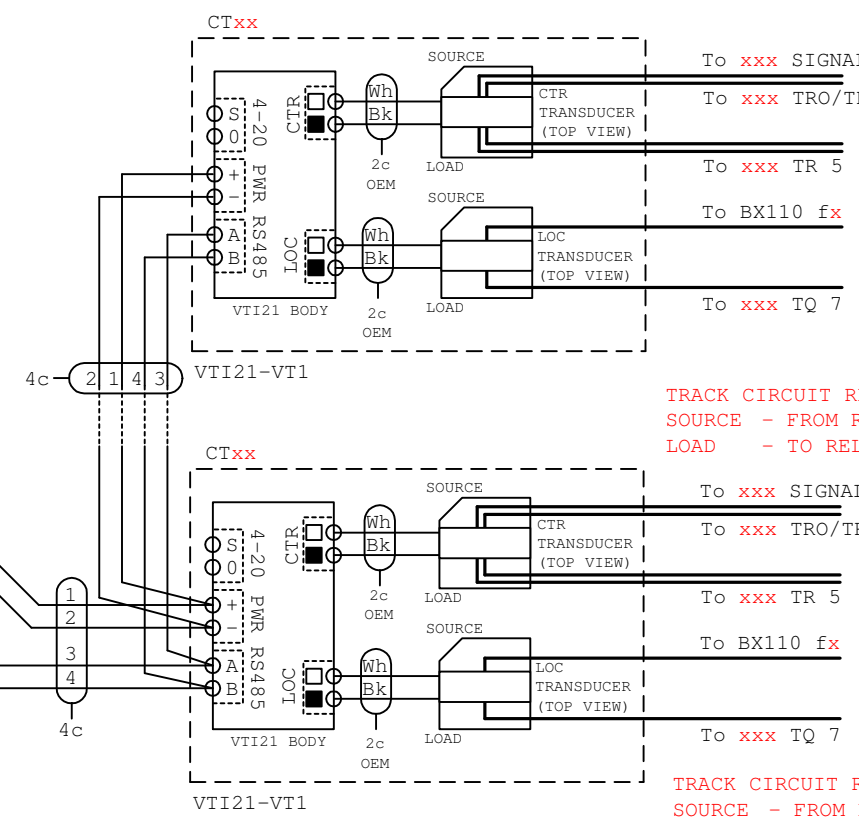 CTxx
SOURCE
To xxx SIGNAL
4-20
S
0
CTR
Wh
Bk
CTR
TRANSDUCER
(TOP VIEW)
To xxx
2c
OEM
LOAD
To xxx TR 5
PWR
+
-
SOURCE
To BX110 fx
RS485
A
B
LOC
Wh
Bk
LOC
TRANSDUCER
(TOP VIEW)
VTI21 BODY
2c
OEM
LOAD
To xxx TQ 7
4c
2 1 4 3
VTI21-VT1
TRACK CIRCUIT
SOURCE - FROM
LOAD - TO
CTxx
SOURCE
To xxx SIGNAL
4-20
S
0
CTR
Wh
Bk
CTR
TRANSDUCER
(TOP VIEW)
To xxx
2c
OEM
LOAD
To xxx TR 5
1
2
3
4
4c
PWR
+
-
SOURCE
To BX110 fx
RS485
A
B
LOC
Wh
Bk
LOC
TRANSDUCER
(TOP VIEW)
VTI21 BODY
2c
OEM
LOAD
To xxx TQ 7
VTI21-VT1
TRACK CIRCUIT
SOURCE - FROM